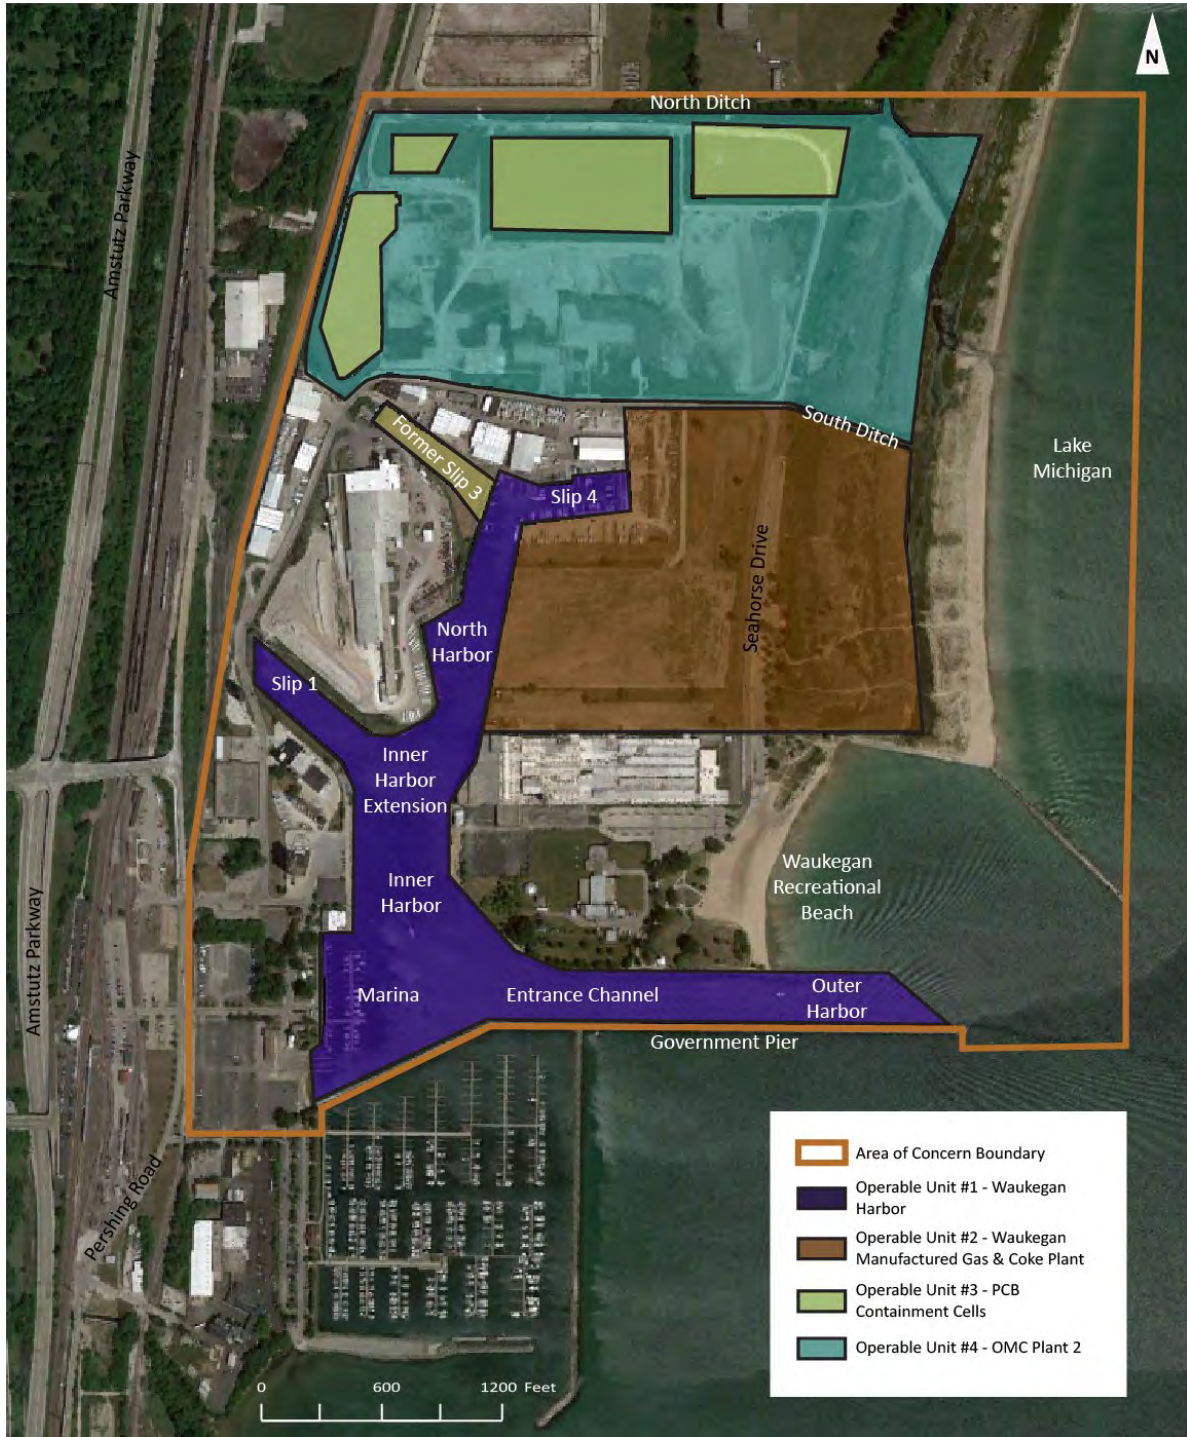 N
North Ditch
Amstutz Parkway
South Ditch
Lake
Michigan
Former Slip 3
Slip 4
Seahorse Drive
North
Harbor
Slip 1
Inner
Harbor
Extension
Waukegan
Recreational
Beach
Inner
Harbor
Amstutz Parkway
Marina
Entrance Channel
Outer
Harbor
Government Pier
Pershing Road
Area of Concern Boundary
Operable Unit #1 - Waukegan
Harbor
Operable Unit #2 - Waukegan
Manufactured Gas & Coke Plant
Operable Unit #3 - PCB
Containment Cells
Operable Unit #4 - OMC Plant 2
0 600 1200 Feet